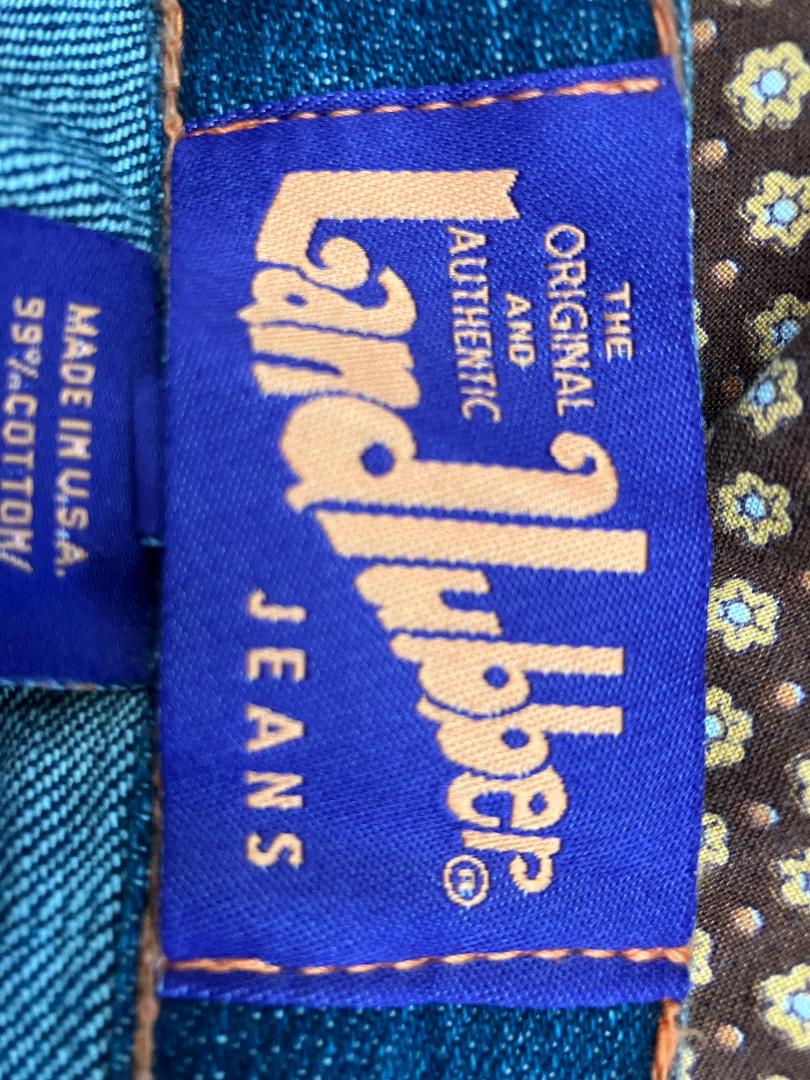 THE
ORIGINAL
AND
AUTHENTIC
Landlubber®
JEANS
MADE IN U.S.A.
99% COTTON/